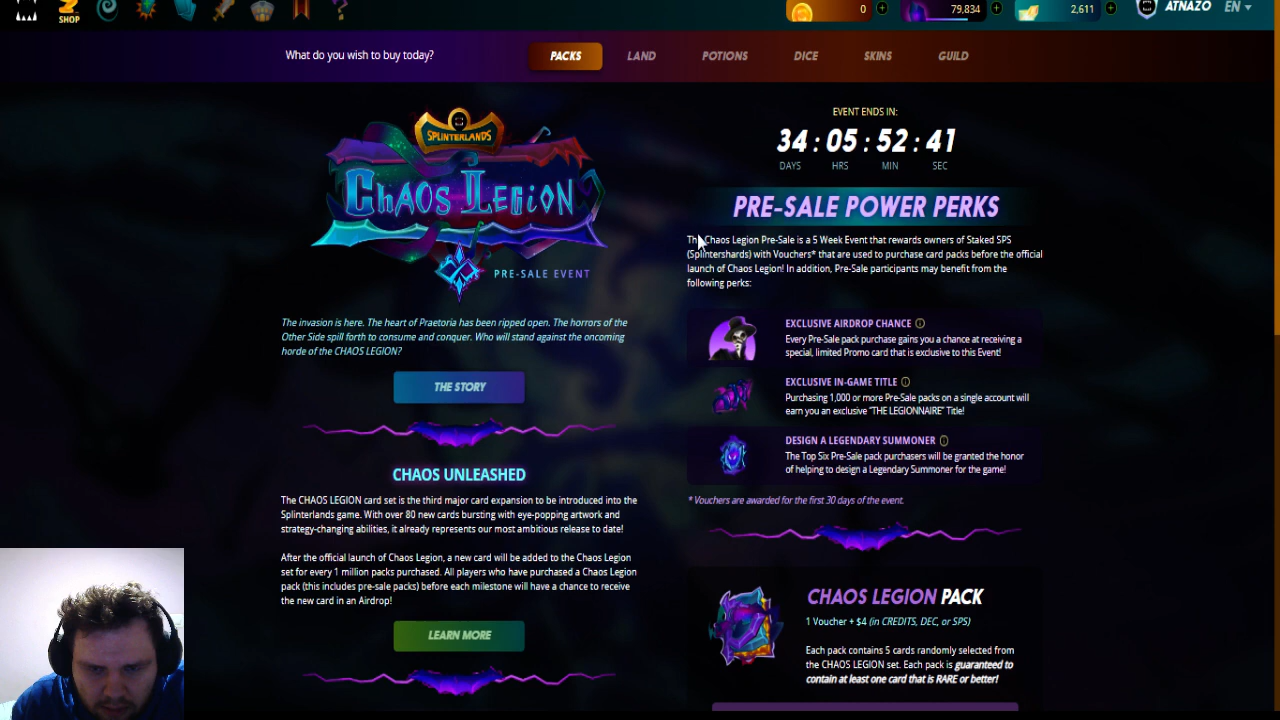 SHOP
0
79,834
2,611
ATNAZO
EN
What do you wish to buy today?
PACKS
LAND
POTIONS
DICE
SKINS
GUILD
SPLINTERLANDS
CHAOS LEGION
PRE-SALE EVENT
The invasion is here. The heart of Praetoria has been ripped open. The horrors of the
Other Side spill forth to consume and conquer. Who will stand against the oncoming
horde of the CHAOS LEGION?
THE STORY
CHAOS UNLEASHED
The CHAOS LEGION card set is the third major card expansion to be introduced into the
Splinterlands game. With over 80 new cards bursting with eye-popping artwork and
strategy-changing abilities, it already represents our most ambitious release to date!
After the official launch of Chaos Legion, a new card will be added to the Chaos Legion
set for every 1 million packs purchased. All players who have purchased a Chaos Legion
pack (this includes pre-sale packs) before each milestone will have a chance to receive
the new card in an Airdrop!
LEARN MORE
EVENT ENDS IN:
34 : 05 : 52 : 41
DAYS HRS MIN SEC
PRE-SALE POWER PERKS
The Chaos Legion Pre-Sale is a 5 Week Event that rewards owners of Staked SPS
(Splintershards) with Vouchers* that are used to purchase card packs before the official
launch of Chaos Legion! In addition, Pre-Sale participants may benefit from the
following perks:
EXCLUSIVE AIRDROP CHANCE
Every Pre-Sale pack purchase gains you a chance at receiving a
special, limited Promo card that is exclusive to this Event!
EXCLUSIVE IN-GAME TITLE
Purchasing 1,000 or more Pre-Sale packs on a single account will
earn you an exclusive "THE LEGIONNAIRE" Title!
DESIGN A LEGENDARY SUMMONER
The Top Six Pre-Sale pack purchasers will be granted the honor
of helping to design a Legendary Summoner for the game!
* Vouchers are awarded for the first 30 days of the event.
CHAOS LEGION PACK
1 Voucher + $4 (in CREDITS, DEC, or SPS)
Each pack contains 5 cards randomly selected from
the CHAOS LEGION set. Each pack is guaranteed to
contain at least one card that is RARE or better!